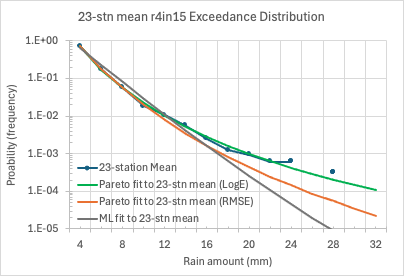 23-stn mean r4in15 Exceedance Distribution
1.E+00
1.E-01
1.E-02
1.E-03
1.E-04
1.E-05
Proability (frequency)
23-station Mean
Pareto fit to 23-stn mean (LogE)
Pareto fit to 23-stn mean (RMSE)
ML fit to 23-stn mean
4 8 12 16 20 24 28 32
Rain amount (mm)